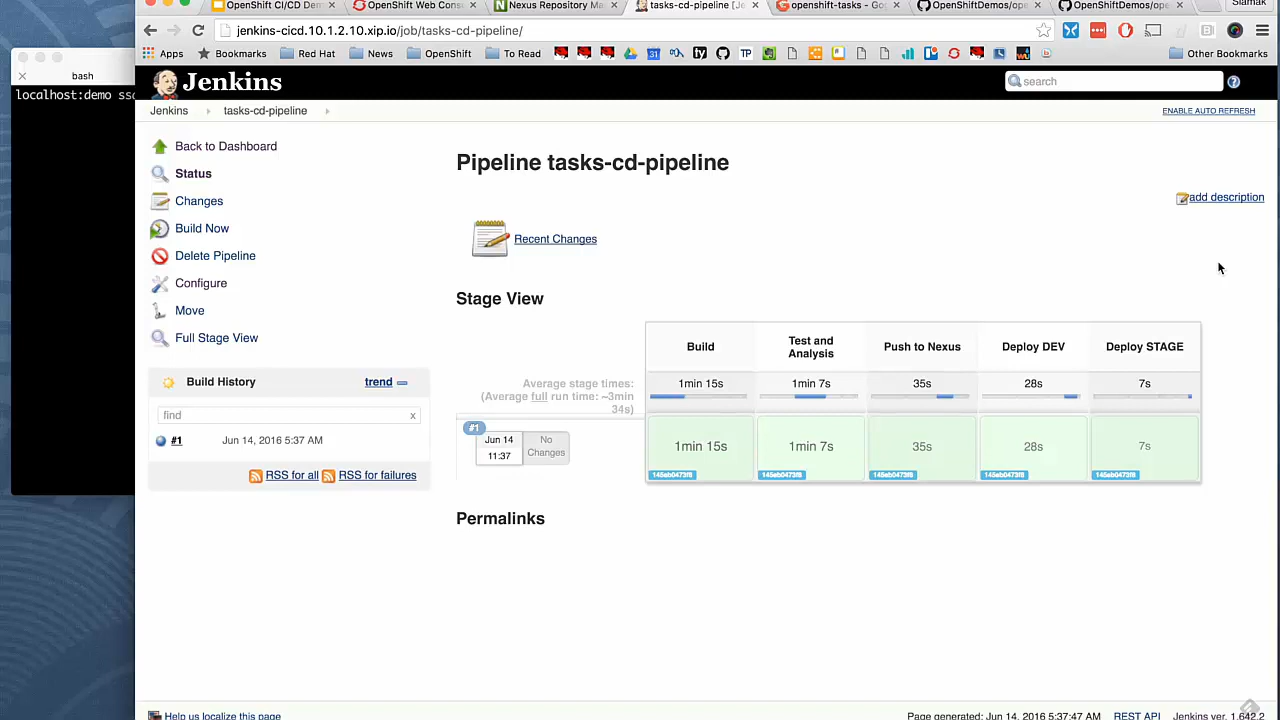 OpenShift CI/CD Dem
OpenShift Web Cons
Nexus Repository Ma
tasks-cd-pipeline [Je
openshift-tasks - Gog
OpenShiftDemos/ope
OpenShiftDemos/ope
Siamak
jenkins-cicd.10.1.2.10.xip.io/job/tasks-cd-pipeline/
Apps
Bookmarks
Red Hat
News
OpenShift
To Read
Other Bookmarks
bash
localhost:demo sso
Jenkins
search
Jenkins
tasks-cd-pipeline
ENABLE AUTO REFRESH
Back to Dashboard
Status
Changes
Build Now
Delete Pipeline
Configure
Move
Full Stage View
Build History
trend
find
x
#1
Jun 14, 2016 5:37 AM
RSS for all
RSS for failures
Pipeline tasks-cd-pipeline
add description
Recent Changes
Stage View
Build
Test and
Analysis
Push to Nexus
Deploy DEV
Deploy STAGE
Average stage times:
(Average full run time: ~3min
34s)
1min 15s
1min 7s
35s
28s
7s
#1
Jun 14
11:37
No
Changes
1min 15s
1min 7s
35s
28s
7s
145eb0473f8
145eb0473f8
145eb0473f8
145eb0473f8
145eb0473f8
Permalinks
Help us localize this page
Page generated: Jun 14, 2016 5:37:47 AM
REST API
Jenkins ver. 1.642.2